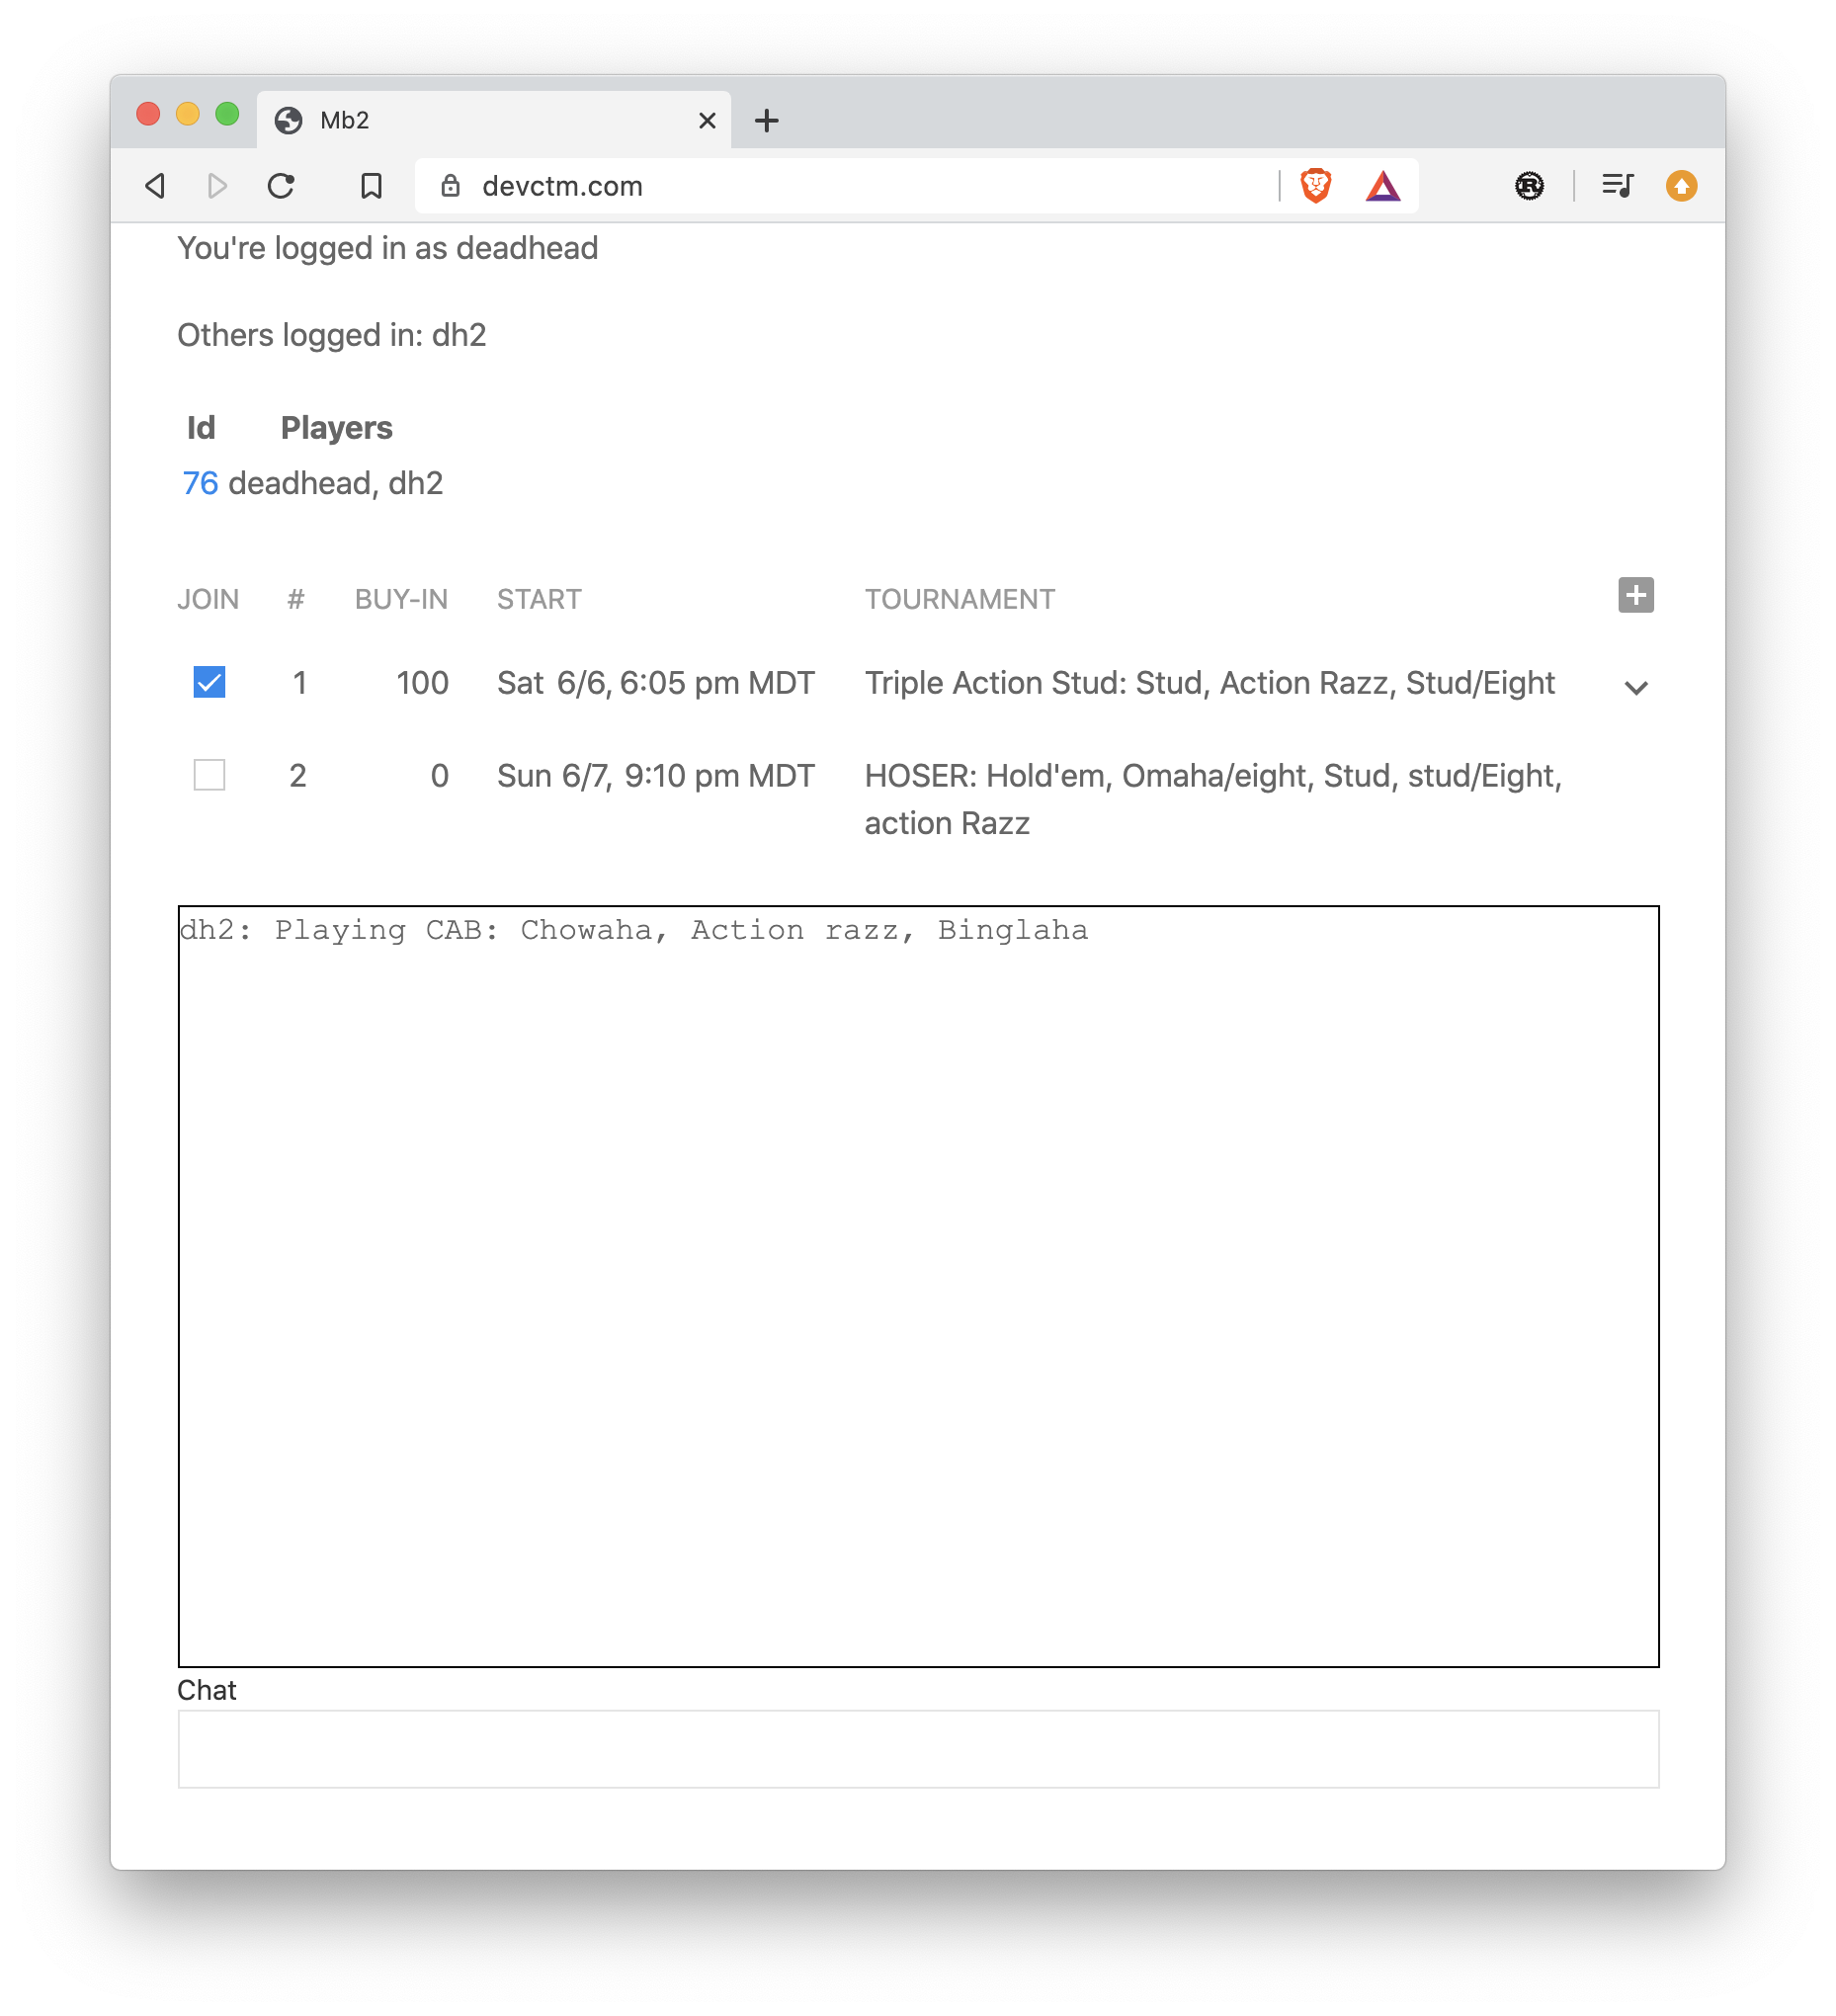 Mb2
devctm.com
You're logged in as deadhead
Others logged in: dh2
Id Players
76 deadhead, dh2
JOIN # BUY-IN START TOURNAMENT
1 100 Sat 6/6, 6:05 pm MDT Triple Action Stud: Stud, Action Razz, Stud/Eight
2 0 Sun 6/7, 9:10 pm MDT HOSER: Hold'em, Omaha/eight, Stud, stud/Eight,
action Razz
dh2: Playing CAB: Chowaha, Action razz, Binglaha
Chat